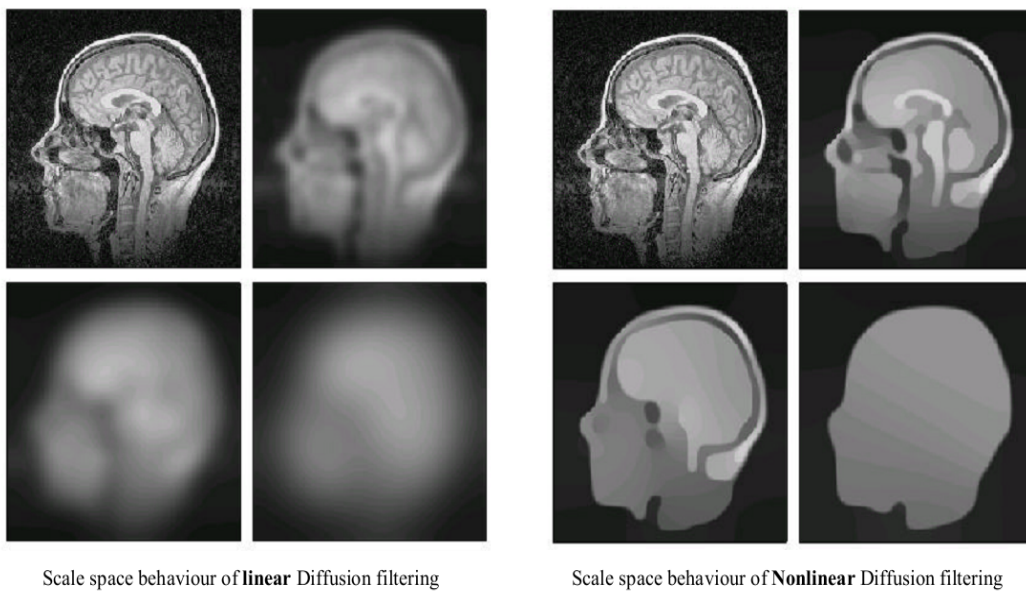 Scale space behaviour of linear Diffusion filtering
Scale space behaviour of Nonlinear Diffusion filtering